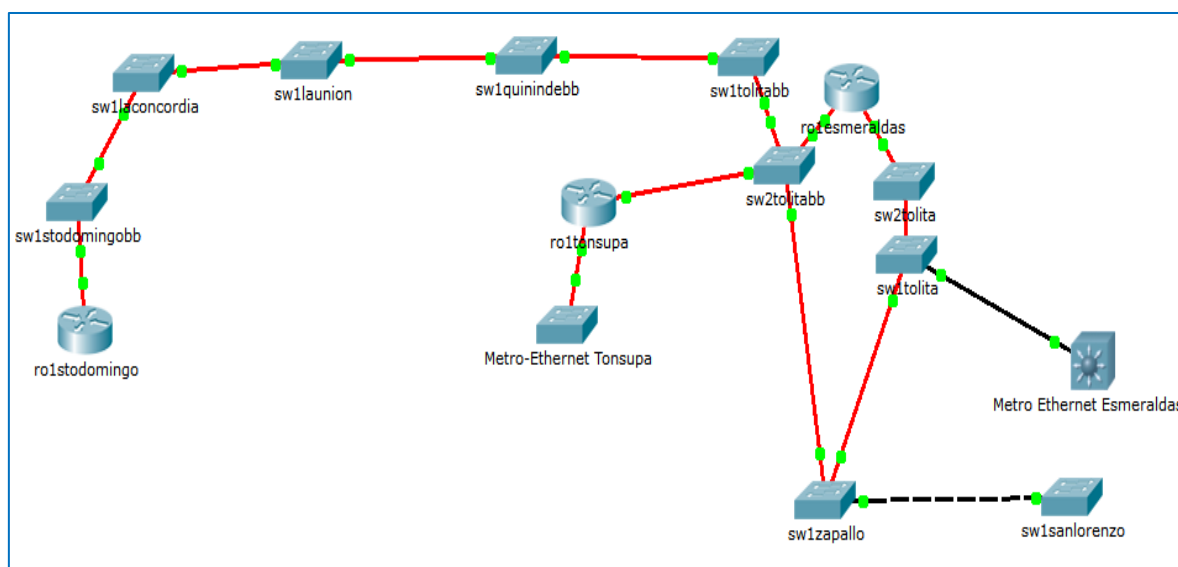 sw1laconcordia
sw1launion
sw1quinindebb
sw1tolitabb
ro1esmeraldas
sw1stodomingobb
ro1tonsupa
sw2tolitabb
sw2tolita
sw1tolita
ro1stodomingo
Metro-Ethernet Tonsupa
Metro Ethernet Esmeraldas
sw1zapallo
sw1sanlorenzo